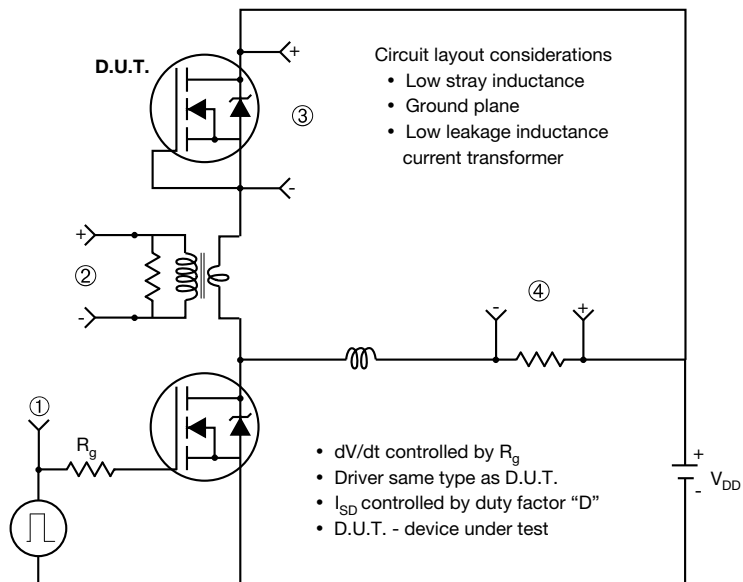 D.U.T.
+
③
-
Circuit layout considerations
• Low stray inductance
• Ground plane
• Low leakage inductance
current transformer
+
②
-
④
-
+
①
Rg
• dV/dt controlled by Rg
• Driver same type as D.U.T.
• ISD controlled by duty factor “D”
• D.U.T. - device under test
+
VDD
-